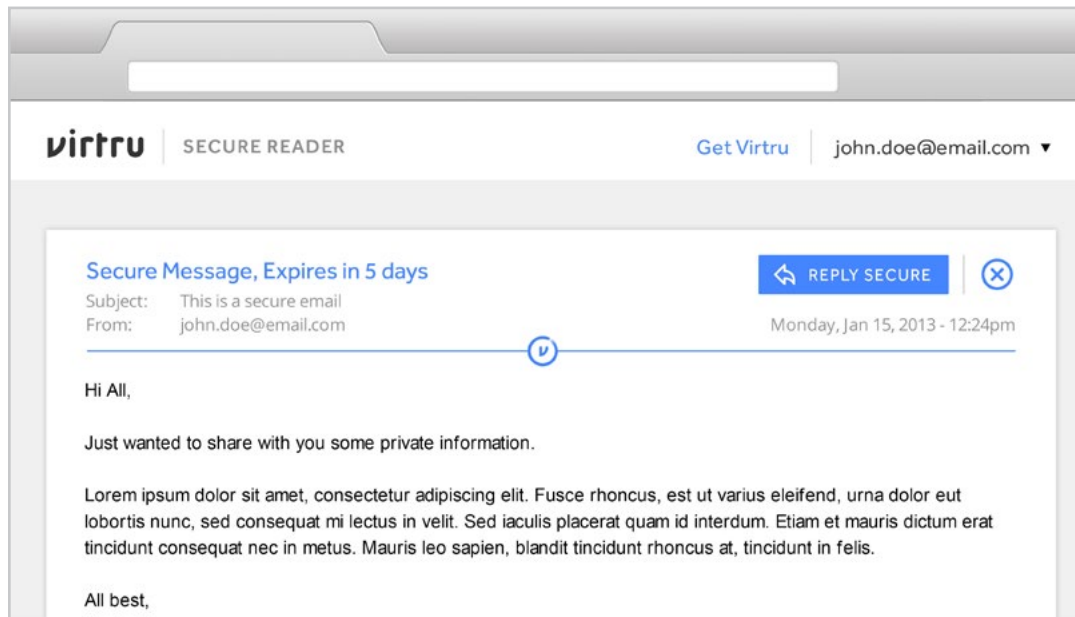 virtru SECURE READER Get Virtru john.doe@email.com ▼
Secure Message, Expires in 5 days REPLY SECURE
Subject: This is a secure email
From: john.doe@email.com Monday, Jan 15, 2013 - 12:24pm
Hi All,
Just wanted to share with you some private information.
Lorem ipsum dolor sit amet, consectetur adipiscing elit. Fusce rhoncus, est ut varius eleifend, urna dolor eut
lobortis nunc, sed consequat mi lectus in velit. Sed iaculis placerat quam id interdum. Etiam et mauris dictum erat
tincidunt consequat nec in metus. Mauris leo sapien, blandit tincidunt rhoncus at, tincidunt in felis.
All best,